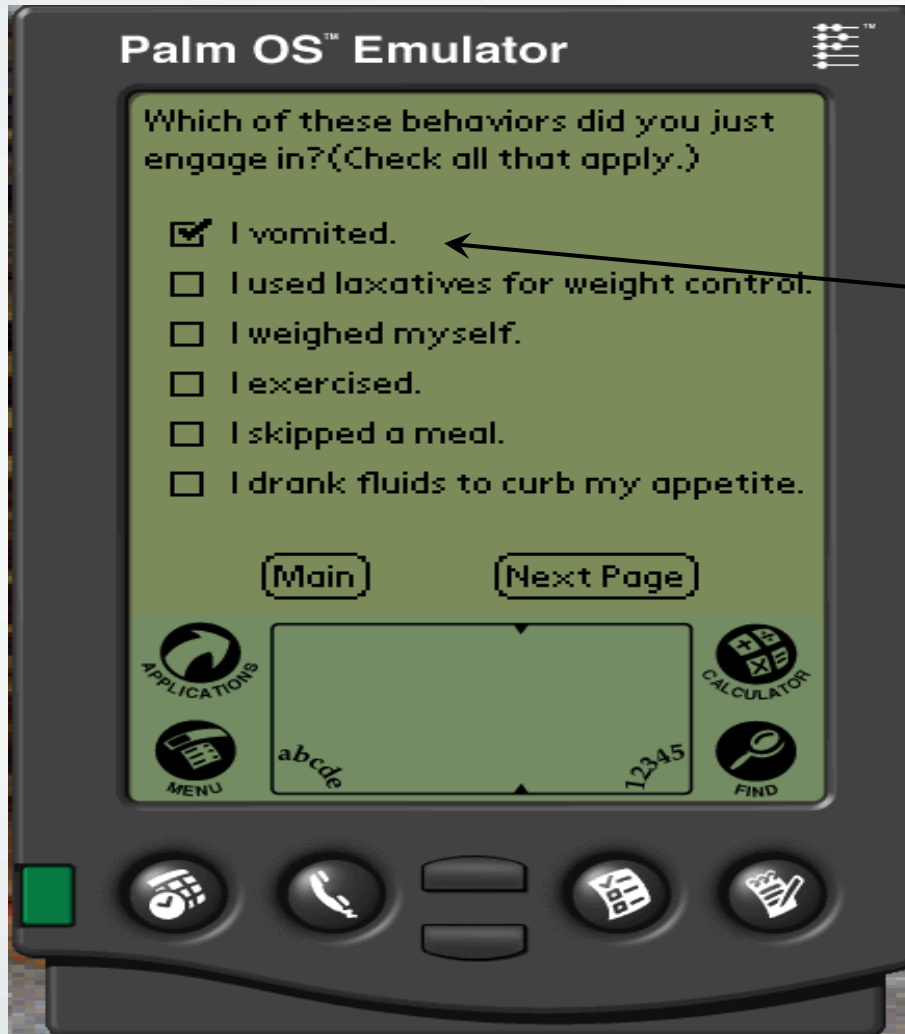 Palm OS™ Emulator
™
Which of these behaviors did you just
engage in?(Check all that apply.)
I vomited.
I used laxatives for weight control.
I weighed myself.
I exercised.
I skipped a meal.
I drank fluids to curb my appetite.
Main Next Page
APPLICATIONS
CALCULATOR
MENU
abcde
12345
FIND